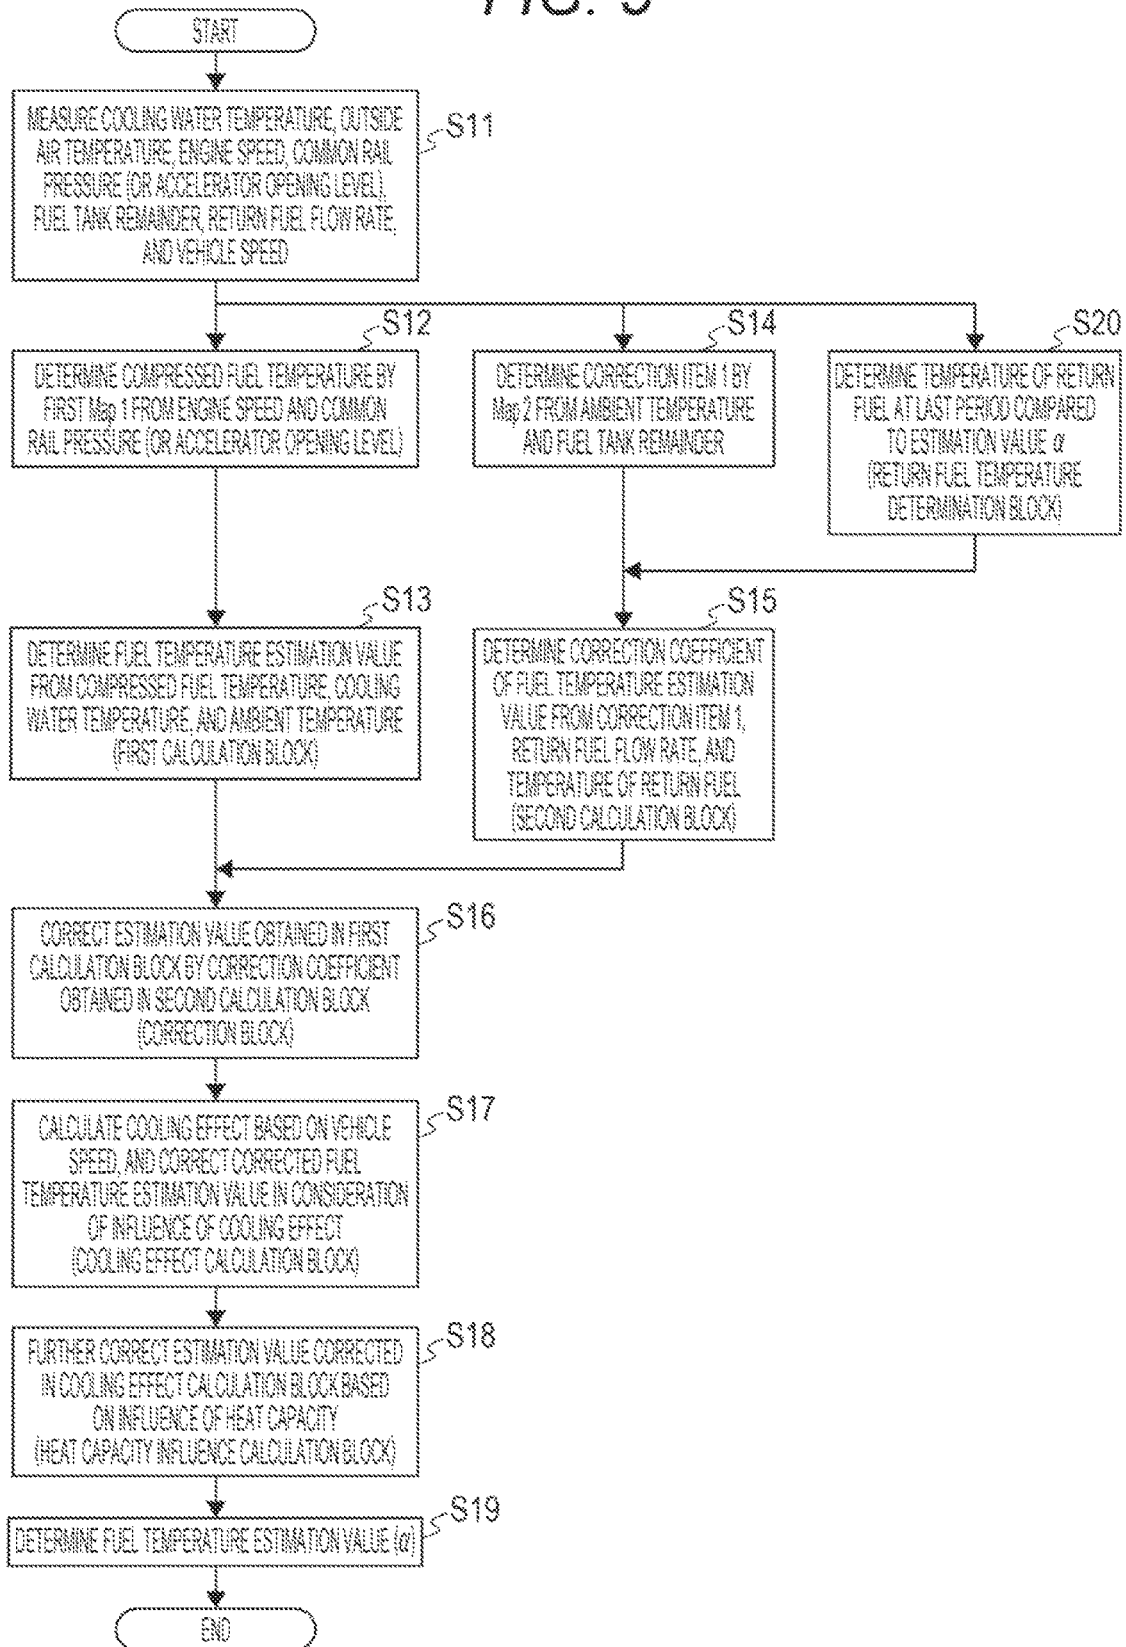 START
MEASURE COOLING WATER TEMPERATURE, OUTSIDE
AIR TEMPERATURE, ENGINE SPEED, COMMON RAIL
PRESSURE (OR ACCELERATOR OPENING LEVEL),
FUEL TANK REMAINDER, RETURN FUEL FLOW RATE,
AND VEHICLE SPEED
S11
S12
DETERMINE COMPRESSED FUEL TEMPERATURE BY
FIRST Map 1 FROM ENGINE SPEED AND COMMON
RAIL PRESSURE (OR ACCELERATOR OPENING LEVEL)
S14
DETERMINE CORRECTION ITEM 1 BY
Map 2 FROM AMBIENT TEMPERATURE
AND FUEL TANK REMAINDER
S20
DETERMINE TEMPERATURE OF RETURN
FUEL AT LAST PERIOD COMPARED
TO ESTIMATION VALUE α
(RETURN FUEL TEMPERATURE
DETERMINATION BLOCK)
S13
DETERMINE FUEL TEMPERATURE ESTIMATION VALUE
FROM COMPRESSED FUEL TEMPERATURE, COOLING
WATER TEMPERATURE, AND AMBIENT TEMPERATURE
(FIRST CALCULATION BLOCK)
S15
DETERMINE CORRECTION COEFFICIENT
OF FUEL TEMPERATURE ESTIMATION
VALUE FROM CORRECTION ITEM 1,
RETURN FUEL FLOW RATE, AND
TEMPERATURE OF RETURN FUEL
(SECOND CALCULATION BLOCK)
S16
CORRECT ESTIMATION VALUE OBTAINED IN FIRST
CALCULATION BLOCK BY CORRECTION COEFFICIENT
OBTAINED IN SECOND CALCULATION BLOCK
(CORRECTION BLOCK)
S17
CALCULATE COOLING EFFECT BASED ON VEHICLE
SPEED, AND CORRECT CORRECTED FUEL
TEMPERATURE ESTIMATION VALUE IN CONSIDERATION
OF INFLUENCE OF COOLING EFFECT
(COOLING EFFECT CALCULATION BLOCK)
S18
FURTHER CORRECT ESTIMATION VALUE CORRECTED
IN COOLING EFFECT CALCULATION BLOCK BASED
ON INFLUENCE OF HEAT CAPACITY
(HEAT CAPACITY INFLUENCE CALCULATION BLOCK)
S19
DETERMINE FUEL TEMPERATURE ESTIMATION VALUE (α)
END